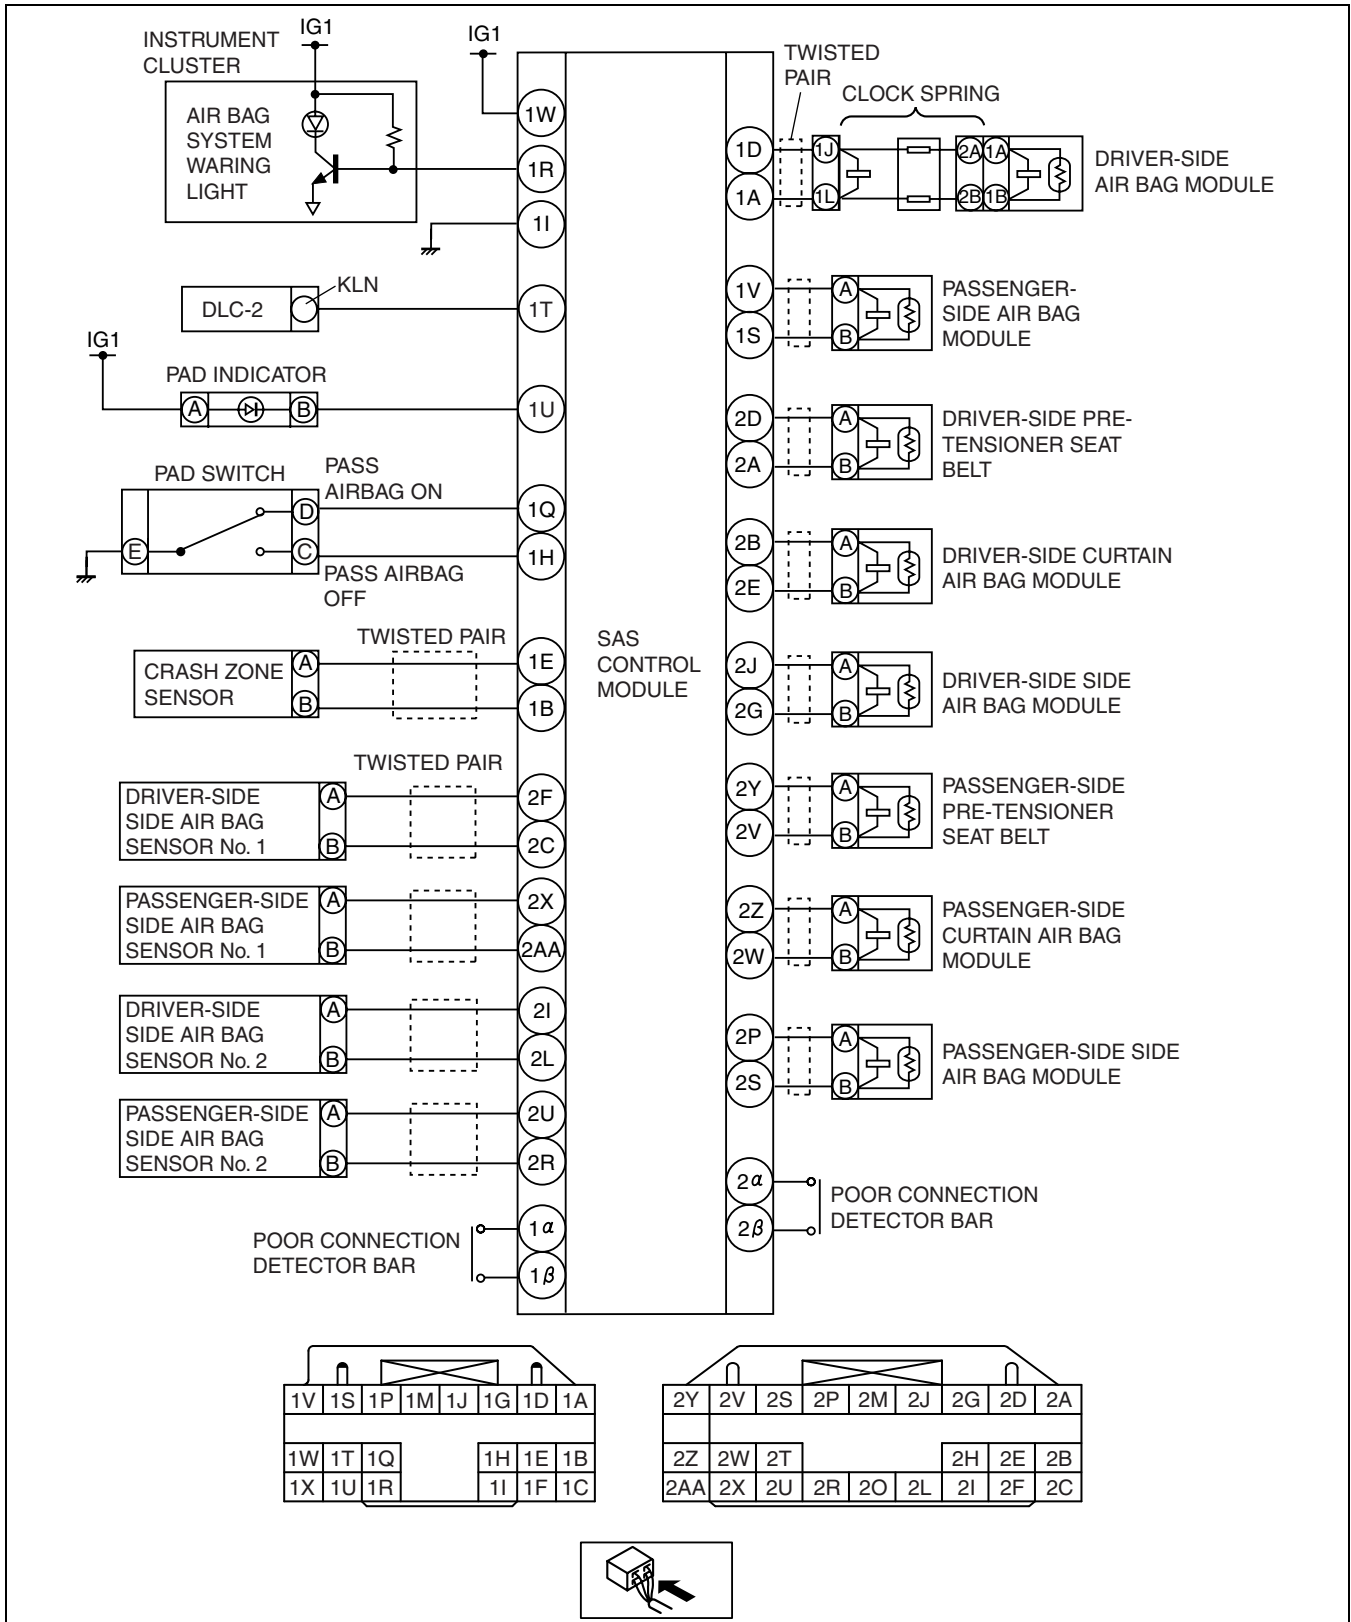 INSTRUMENT
CLUSTER
IG1
IG1
AIR BAG
SYSTEM
WARING
LIGHT
1W
1R
1I
DLC-2
KLN
1T
IG1
PAD INDICATOR
A
B
1U
PAD SWITCH
PASS
AIRBAG ON
E
D
C
PASS AIRBAG
OFF
1Q
1H
TWISTED PAIR
CRASH ZONE
SENSOR
A
B
1E
1B
TWISTED PAIR
DRIVER-SIDE
SIDE AIR BAG
SENSOR No. 1
A
B
2F
2C
PASSENGER-SIDE
SIDE AIR BAG
SENSOR No. 1
A
B
2X
2AA
DRIVER-SIDE
SIDE AIR BAG
SENSOR No. 2
A
B
2I
2L
PASSENGER-SIDE
SIDE AIR BAG
SENSOR No. 2
A
B
2U
2R
POOR CONNECTION
DETECTOR BAR
1α
1β
SAS
CONTROL
MODULE
TWISTED
PAIR
CLOCK SPRING
1D
1A
1J
1L
2A
1A
2B
1B
DRIVER-SIDE
AIR BAG MODULE
1V
1S
A
B
PASSENGER-
SIDE AIR BAG
MODULE
2D
2A
A
B
DRIVER-SIDE PRE-
TENSIONER SEAT
BELT
2B
2E
A
B
DRIVER-SIDE CURTAIN
AIR BAG MODULE
2J
2G
A
B
DRIVER-SIDE SIDE
AIR BAG MODULE
2Y
2V
A
B
PASSENGER-SIDE
PRE-TENSIONER
SEAT BELT
2Z
2W
A
B
PASSENGER-SIDE
CURTAIN AIR BAG
MODULE
2P
2S
A
B
PASSENGER-SIDE SIDE
AIR BAG MODULE
2α
2β
POOR CONNECTION
DETECTOR BAR
1V 1S 1P 1M 1J 1G 1D 1A
1W 1T 1Q 1H 1E 1B
1X 1U 1R 1I 1F 1C
2Y 2V 2S 2P 2M 2J 2G 2D 2A
2Z 2W 2T 2H 2E 2B
2AA 2X 2U 2R 2O 2L 2I 2F 2C